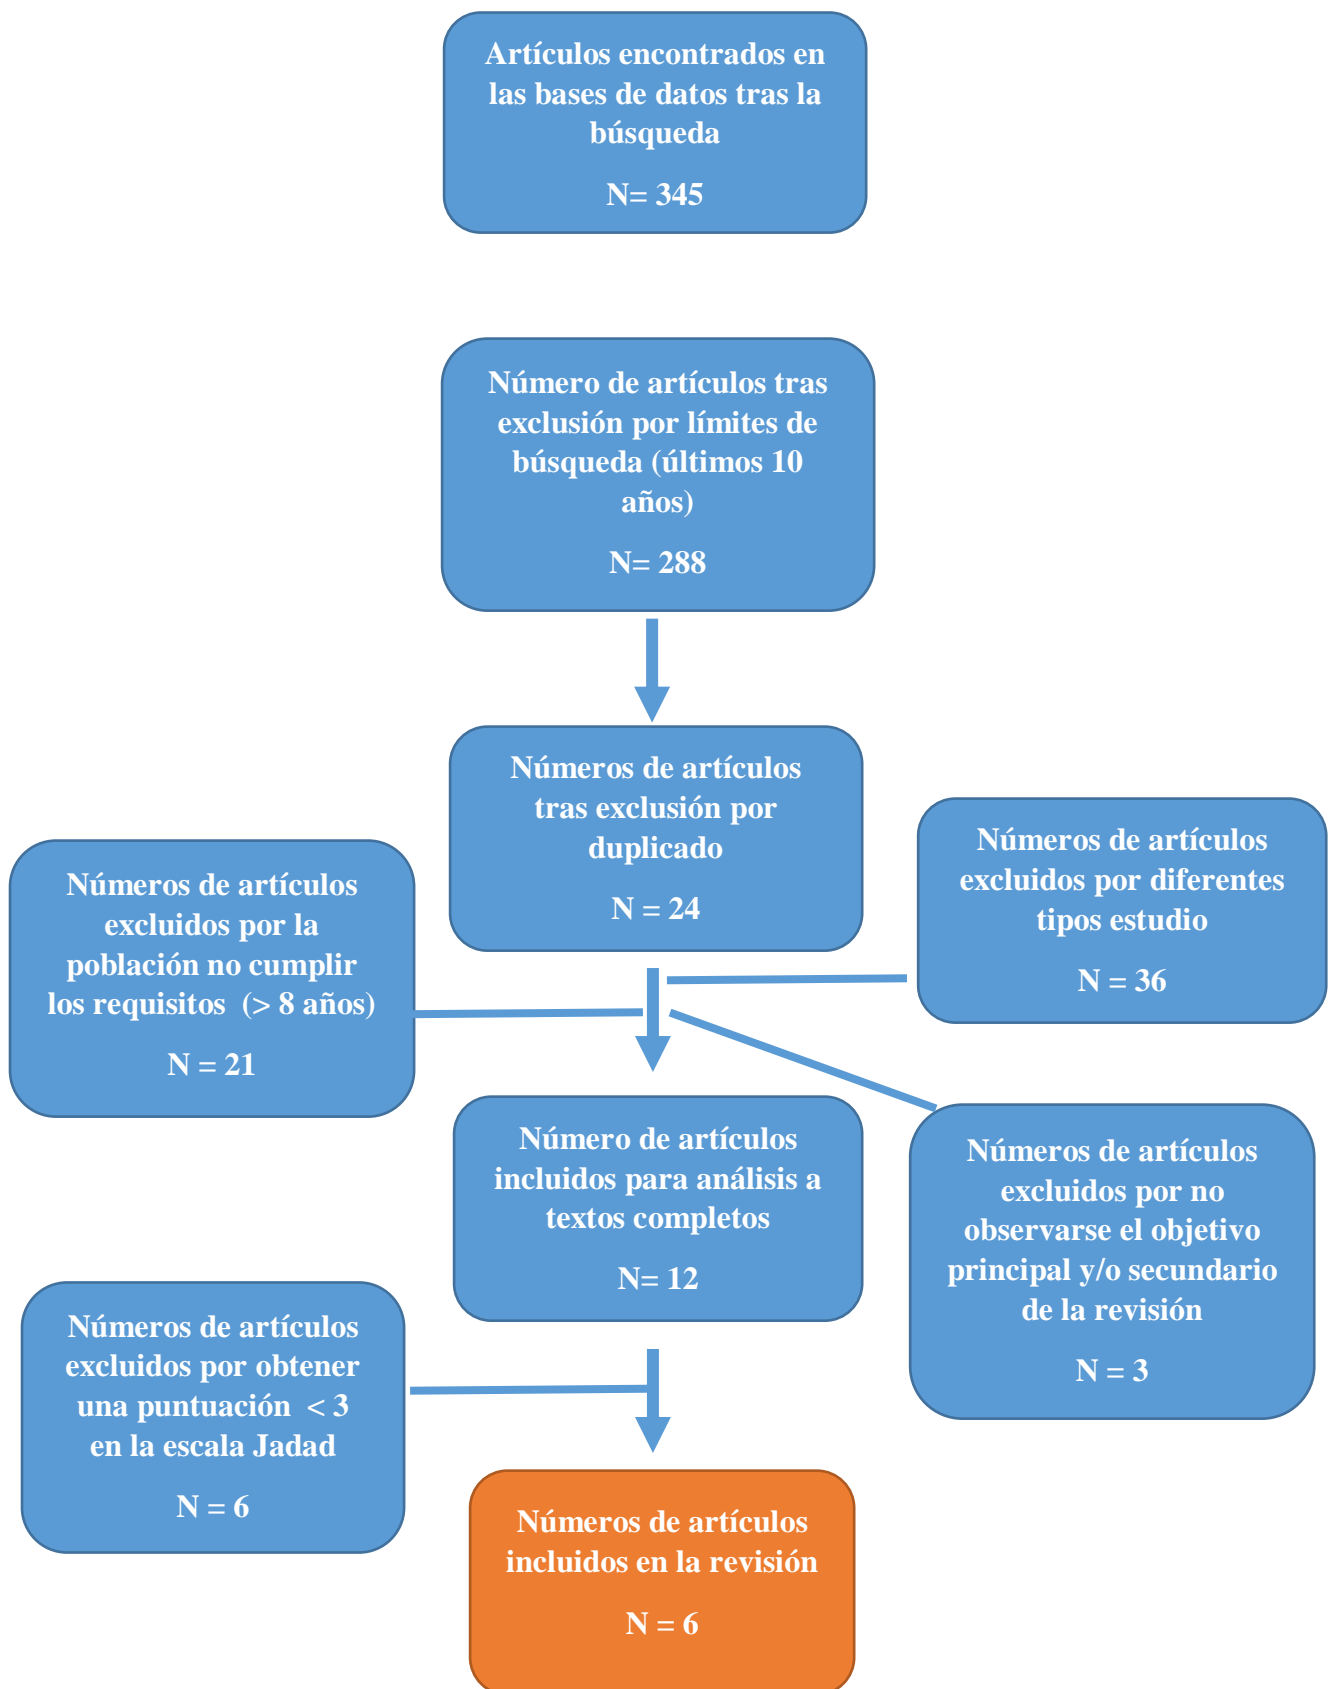 Artículos encontrados en
las bases de datos tras la
búsqueda
N= 345
Número de artículos tras
exclusión por límites de
búsqueda (últimos 10
años)
N= 288
Números de artículos
tras exclusión por
duplicado
N = 24
Números de artículos
excluidos por diferentes
tipos estudio
N = 36
Números de artículos
excluidos por la
población no cumplir
los requisitos (> 8 años)
N = 21
Número de artículos
incluidos para análisis a
textos completos
N= 12
Números de artículos
excluidos por no
observarse el objetivo
principal y/o secundario
de la revisión
N = 3
Números de artículos
excluidos por obtener
una puntuación < 3
en la escala Jadad
N = 6
Números de artículos
incluidos en la revisión
N = 6